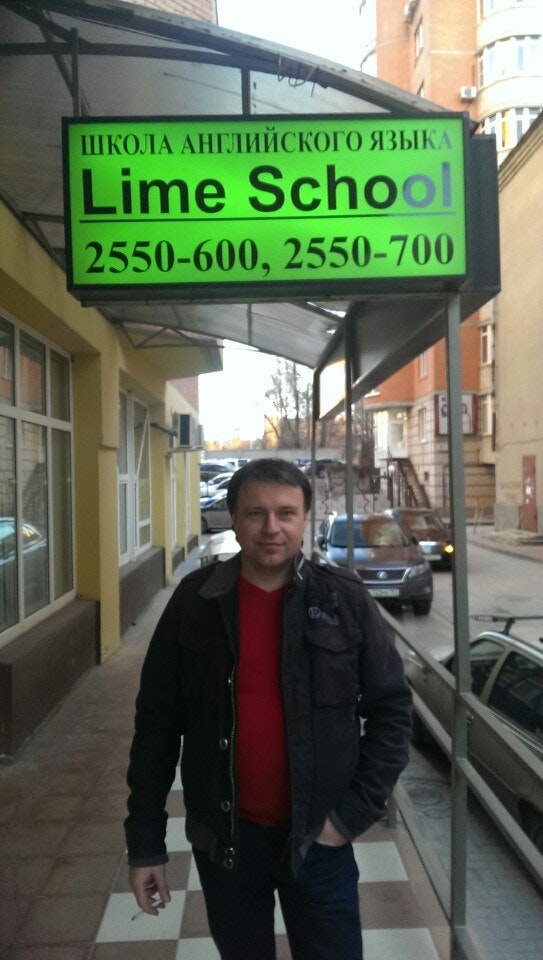 ШКОЛА АНГЛИЙСКОГО ЯЗЫКА
Lime School
2550-600, 2550-700